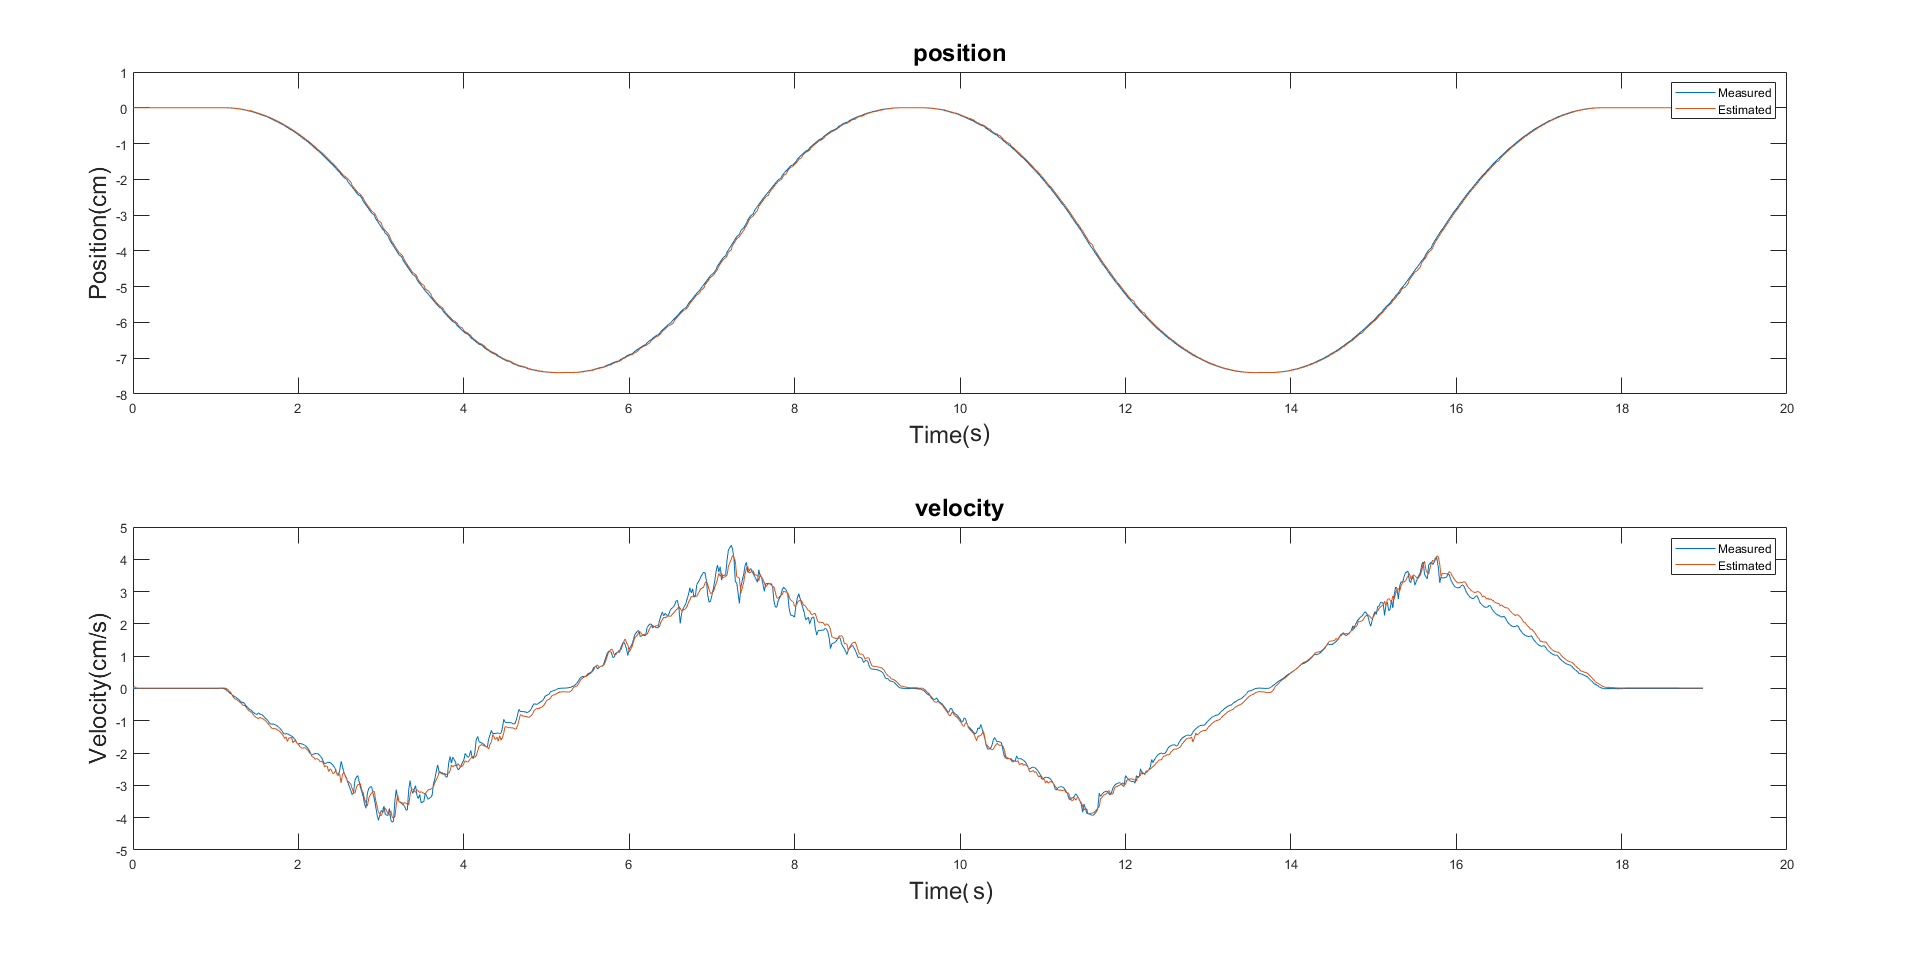 position
1
0
-1
-2
-3
-4
-5
-6
-7
-8
Position(cm)
Measured
Estimated
0 2 4 6 8 10 12 14 16 18 20
Time(s)
velocity
5
4
3
2
1
0
-1
-2
-3
-4
-5
Velocity(cm/s)
Measured
Estimated
0 2 4 6 8 10 12 14 16 18 20
Time(s)